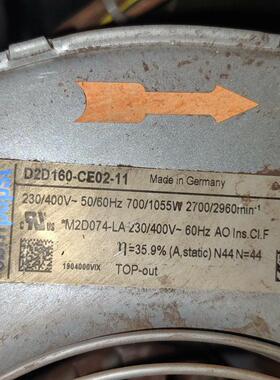 D2D160-CE02-11 Made in Germany
230/400V~ 50/60Hz 700/1055W 2700/2960min⁻¹
*M2D074-LA 230/400V~ 60Hz AO Ins.Cl.F
η=35.9% (A,static) N44 N=44
1904000VIX TOP-out